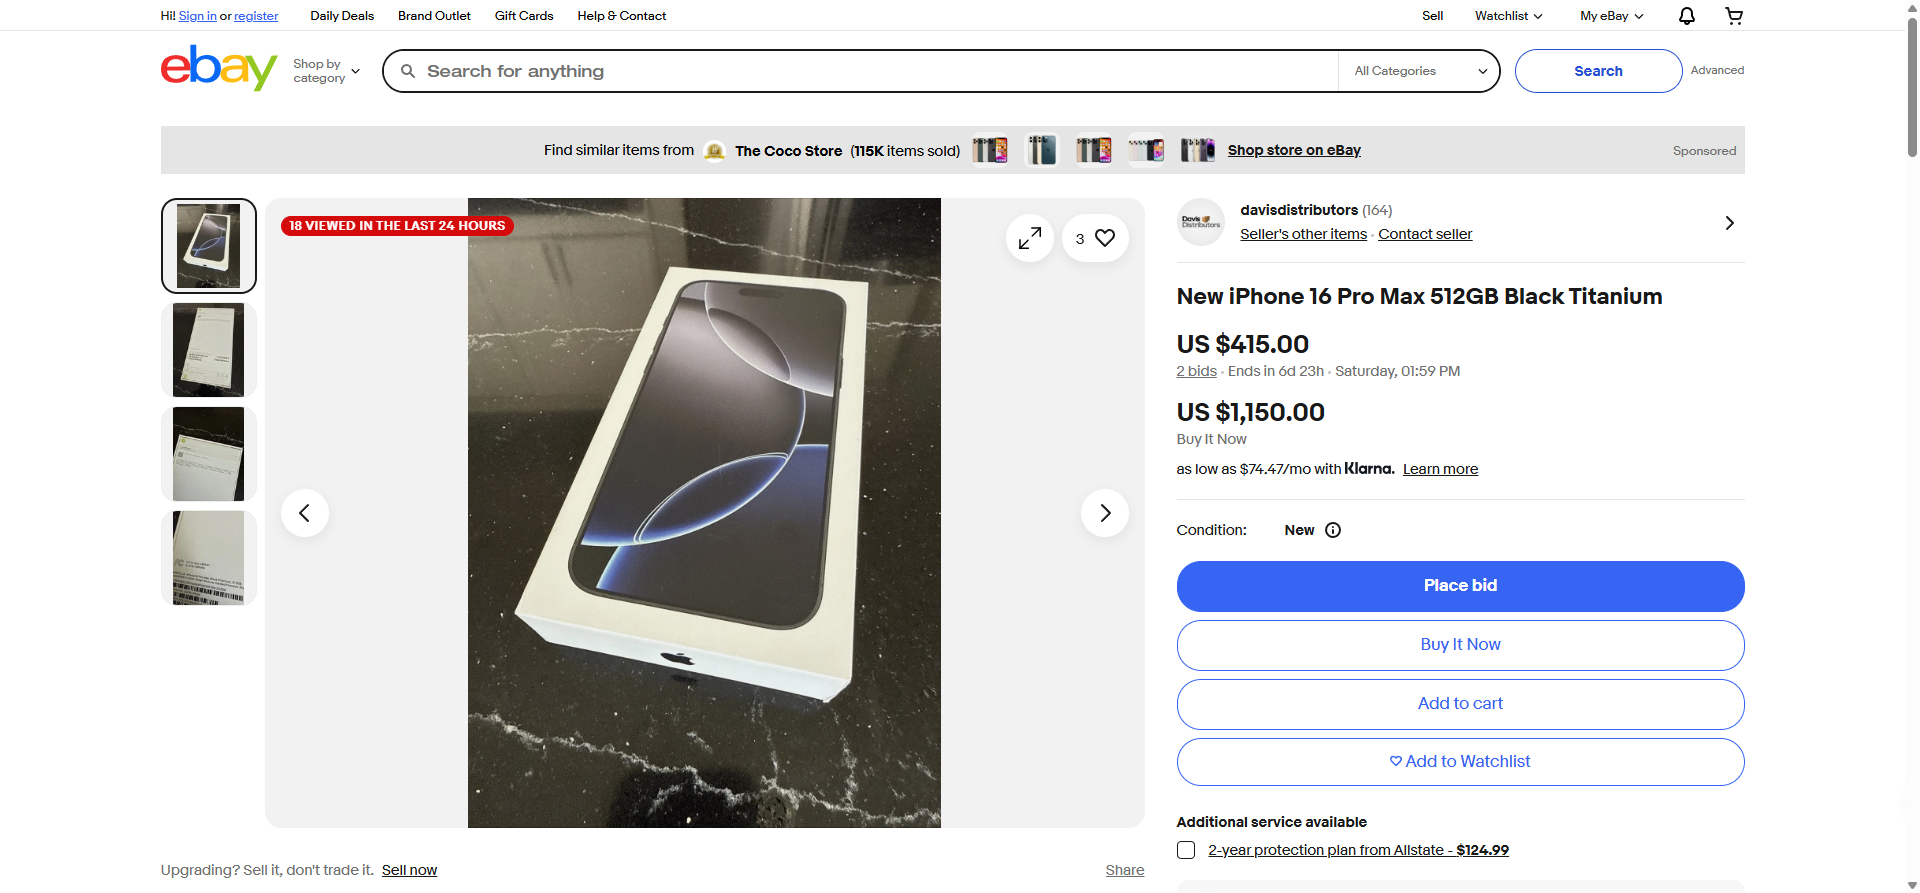 Hi! Sign in or register
Daily Deals
Brand Outlet
Gift Cards
Help & Contact
Sell
Watchlist
My eBay
ebay
Shop by
category
Search for anything
All Categories
Search
Advanced
Find similar items from The Coco Store (115K items sold) Shop store on eBay
Sponsored
18 VIEWED IN THE LAST 24 HOURS
3
Davis
Distributors
davisdistributors (164)
Seller's other items · Contact seller
New iPhone 16 Pro Max 512GB Black Titanium
US $415.00
2 bids · Ends in 6d 23h · Saturday, 01:59 PM
US $1,150.00
Buy It Now
as low as $74.47/mo with Klarna. Learn more
Condition: New
Place bid
Buy It Now
Add to cart
Add to Watchlist
Additional service available
2-year protection plan from Allstate - $124.99
Upgrading? Sell it, don't trade it. Sell now
Share